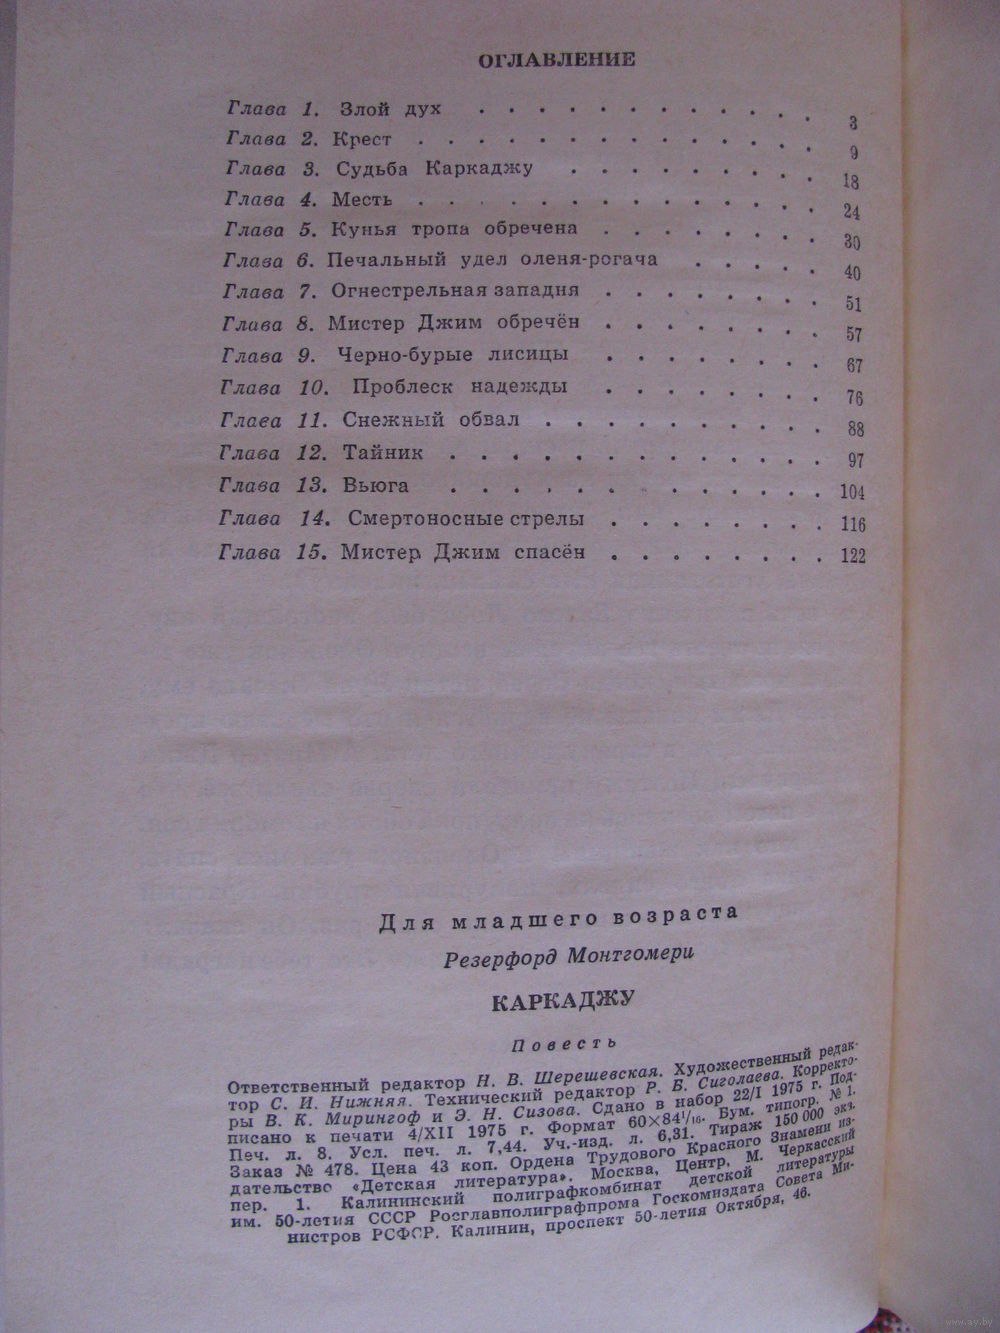 ОГЛАВЛЕНИЕ
Глава 1. Злой дух . . . . . . . . . . . . 3
Глава 2. Крест . . . . . . . . . . . . . . 9
Глава 3. Судьба Каркаджу . . . . . . . . . 18
Глава 4. Месть . . . . . . . . . . . . . . 24
Глава 5. Кунья тропа обречена . . . . . . . . 30
Глава 6. Печальный удел оленя-рогача . . . . . 40
Глава 7. Огнестрельная западня . . . . . . . . 51
Глава 8. Мистер Джим обречён . . . . . . . . 57
Глава 9. Черно-бурые лисицы . . . . . . . . 67
Глава 10. Проблеск надежды . . . . . . . . 76
Глава 11. Снежный обвал . . . . . . . . . . 88
Глава 12. Тайник . . . . . . . . . . . . . 97
Глава 13. Вьюга . . . . . . . . . . . . . 104
Глава 14. Смертоносные стрелы . . . . . . . . 116
Глава 15. Мистер Джим спасён . . . . . . . . 122
Для младшего возраста
Резерфорд Монтгомери
КАРКАДЖУ
Повесть
Ответственный редактор Н. В. Шерешевская. Художественный редак-
тор С. И. Нижняя. Технический редактор Р. Б. Сиголаева. Корректо-
ры В. К. Мирингоф и Э. Н. Сизова. Сдано в набор 22/I 1975 г. Под-
писано к печати 4/XII 1975 г. Формат 60×84¹/₁₆. Бум. типогр. № 1.
Печ. л. 8. Усл. печ. л. 7,44. Уч.-изд. л. 6,31. Тираж 150 000 экз.
Заказ № 478. Цена 43 коп. Ордена Трудового Красного Знамени из-
дательство «Детская литература». Москва, Центр, М. Черкасский
пер. 1. Калининский полиграфкомбинат детской литературы
им. 50-летия СССР Росглавполиграфпрома Госкомиздата Совета Ми-
нистров РСФСР. Калинин, проспект 50-летия Октября, 46.
www.ay.by